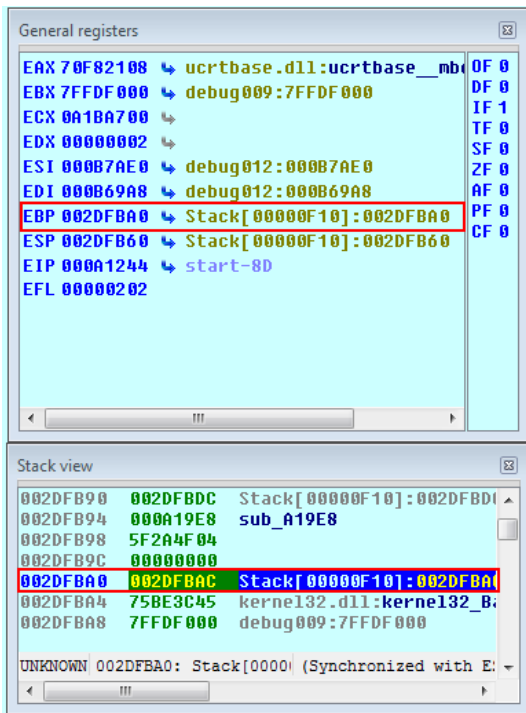 General registers
EAX 70F82108 ucrtbase.dll:ucrtbase__mb
EBX 7FFDF000 debug009:7FFDF000
ECX 0A1BA700
EDX 00000002
ESI 000B7AE0 debug012:000B7AE0
EDI 000B69A8 debug012:000B69A8
EBP 002DFBA0 Stack[00000F10]:002DFBA0
ESP 002DFB60 Stack[00000F10]:002DFB60
EIP 000A1244 start-8D
EFL 00000202
OF 0
DF 0
IF 1
TF 0
SF 0
ZF 0
AF 0
PF 0
CF 0
Stack view
002DFB90 002DFBDC Stack[00000F10]:002DFBD
002DFB94 000A19E8 sub_A19E8
002DFB98 5F2A4F04
002DFB9C 00000000
002DFBA0 002DFBAC Stack[00000F10]:002DFBA
002DFBA4 75BE3C45 kernel32.dll:kernel32_Ba
002DFBA8 7FFDF000 debug009:7FFDF000
UNKNOWN 002DFBA0: Stack[0000 (Synchronized with E